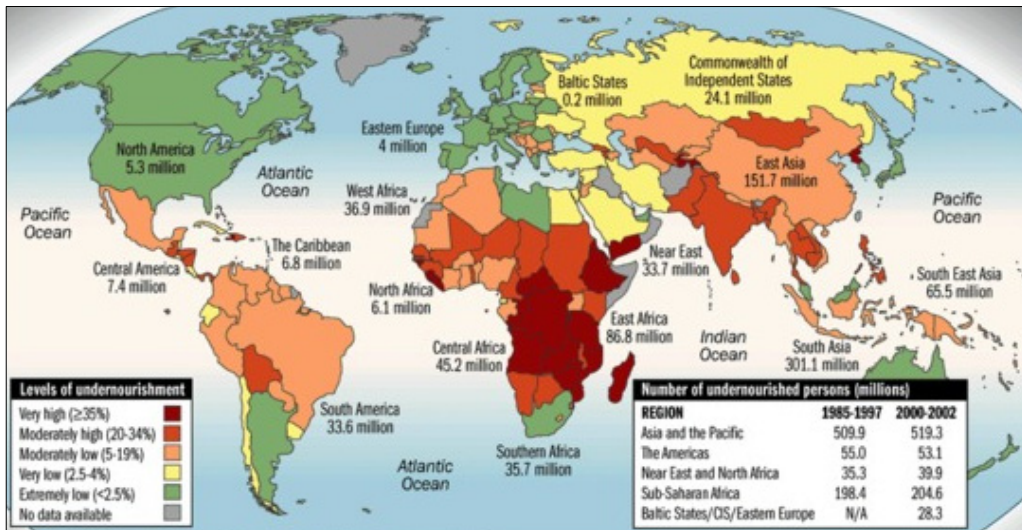 Commonwealth of
Independent States
24.1 million
Baltic States
0.2 million
Eastern Europe
4 million
North America
5.3 million
Atlantic
Ocean
East Asia
151.7 million
West Africa
36.9 million
Pacific
Ocean
Pacific
Ocean
The Caribbean
6.8 million
Near East
33.7 million
Central America
7.4 million
South East Asia
65.5 million
North Africa
6.1 million
East Africa
86.8 million
Indian
Ocean
Central Africa
45.2 million
South Asia
301.1 million
South America
33.6 million
Southern Africa
35.7 million
Atlantic
Ocean
Levels of undernourishment
Very high (≥35%)
Moderately high (20-34%)
Moderately low (5-19%)
Very low (2.5-4%)
Extremely low (<2.5%)
No data available
Number of undernourished persons (millions)
REGION 1985-1997 2000-2002
Asia and the Pacific 509.9 519.3
The Americas 55.0 53.1
Near East and North Africa 35.3 39.9
Sub-Saharan Africa 198.4 204.6
Baltic States/CIS/Eastern Europe N/A 28.3